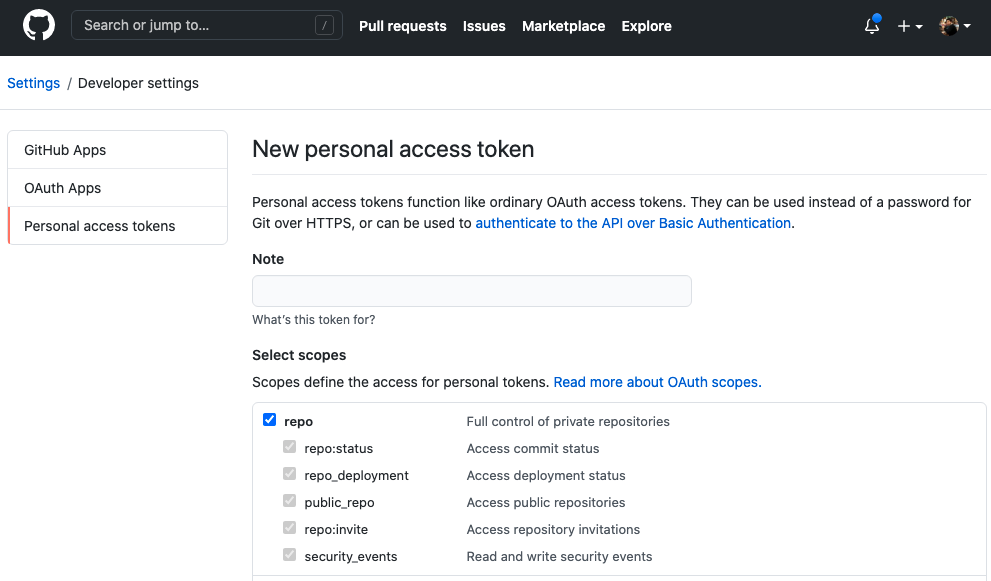 Search or jump to... /
Pull requests
Issues
Marketplace
Explore
Settings / Developer settings
GitHub Apps
OAuth Apps
Personal access tokens
New personal access token
Personal access tokens function like ordinary OAuth access tokens. They can be used instead of a password for
Git over HTTPS, or can be used to authenticate to the API over Basic Authentication.
Note
What's this token for?
Select scopes
Scopes define the access for personal tokens. Read more about OAuth scopes.
repo Full control of private repositories
repo:status Access commit status
repo_deployment Access deployment status
public_repo Access public repositories
repo:invite Access repository invitations
security_events Read and write security events